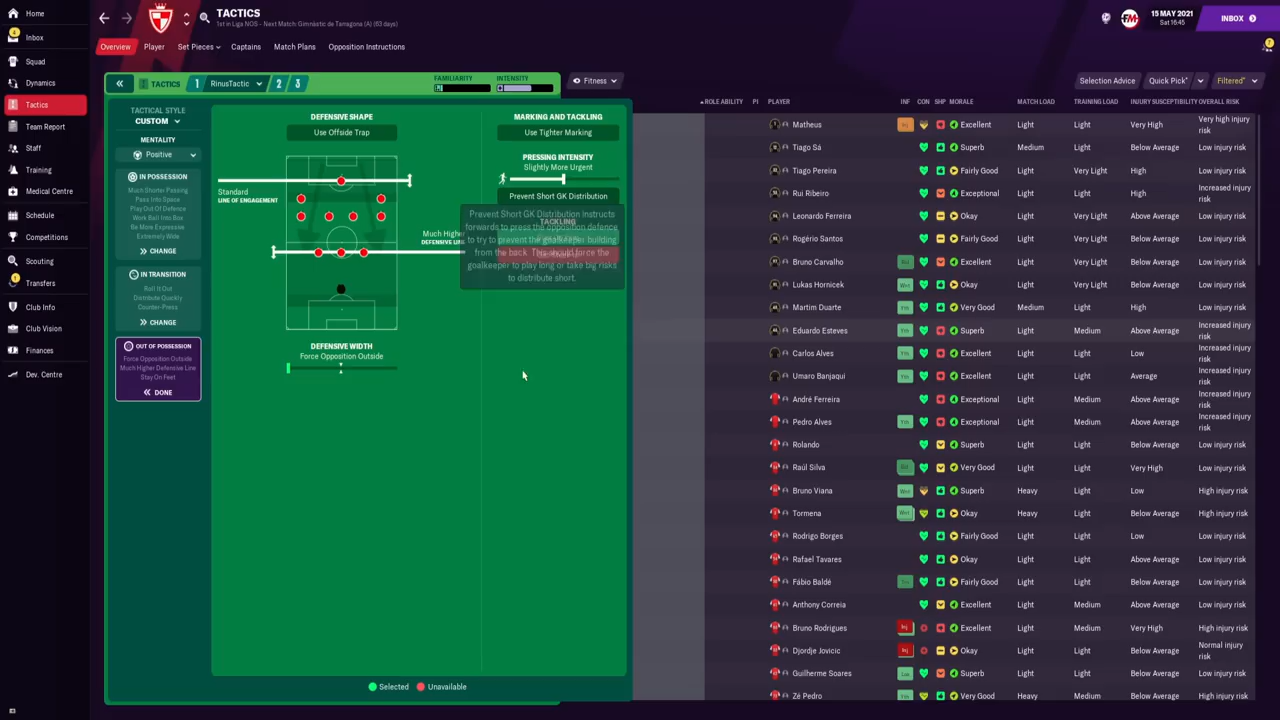 Home
TACTICS
1st in Liga NOS - Next Match: Gimnàstic de Tarragona (A) (63 days)
15 MAY 2021
Sat 16:45
INBOX
Inbox
Overview
Player
Set Pieces
Captains
Match Plans
Opposition Instructions
Squad
Dynamics
Tactics
Team Report
Staff
Training
Medical Centre
Schedule
Competitions
Scouting
Transfers
Club Info
Club Vision
Finances
Dev. Centre
TACTICS
1
RinusTactic
2
3
FAMILIARITY
INTENSITY
Fitness
Selection Advice
Quick Pick*
Filtered*
TACTICAL STYLE
CUSTOM
MENTALITY
Positive
IN POSSESSION
Much Shorter Passing
Pass Into Space
Play Out Of Defence
Work Ball Into Box
Be More Expressive
Extremely Wide
CHANGE
IN TRANSITION
Roll It Out
Distribute Quickly
Counter-Press
CHANGE
OUT OF POSSESSION
Force Opposition Outside
Much Higher Defensive Line
Stay On Feet
DONE
DEFENSIVE SHAPE
Use Offside Trap
Standard
LINE OF ENGAGEMENT
Much Higher
DEFENSIVE LINE
DEFENSIVE WIDTH
Force Opposition Outside
MARKING AND TACKLING
Use Tighter Marking
PRESSING INTENSITY
Slightly More Urgent
Prevent Short GK Distribution
Prevent Short GK Distribution instructs
forwards to press the opposition defence
to try to prevent the goalkeeper building
from the back. This should force the
goalkeeper to play long or take big risks
to distribute short.
TACKLING
Selected
Unavailable
ROLE ABILITY PI PLAYER INF CON SHP MORALE MATCH LOAD TRAINING LOAD INJURY SUSCEPTIBILITY OVERALL RISK
Matheus Inj Excellent Light Light Very High Very high injury risk
Tiago Sá Superb Medium Light Below Average Low injury risk
Tiago Pereira Fairly Good Light Very Light High Low injury risk
Rui Ribeiro Exceptional Light Medium High Increased injury risk
Leonardo Ferreira Okay Light Very Light Above Average Low injury risk
Rogério Santos Fairly Good Light Very Light Below Average Low injury risk
Bruno Carvalho Excellent Light Very Light Below Average Low injury risk
Lukas Hornicek Wnt Okay Light Very Light Below Average Low injury risk
Martim Duarte Very Good Light Medium High Low injury risk
Eduardo Esteves Yth Superb Light Medium Above Average Increased injury risk
Carlos Alves Yth Excellent Light Light Low Increased injury risk
Umaro Banjaqui Yth Excellent Light Medium Average Increased injury risk
André Ferreira Exceptional Light Medium Above Average Increased injury risk
Pedro Alves Yth Exceptional Light Medium Above Average Increased injury risk
Rolando Superb Light Light Below Average Low injury risk
Raúl Silva Very Good Light Light Very High Low injury risk
Bruno Viana Wnt Superb Heavy Light Low High injury risk
Tormena Wnt Okay Heavy Light Below Average High injury risk
Rodrigo Borges Fairly Good Light Light Low Low injury risk
Rafael Tavares Okay Light Light Above Average Low injury risk
Fábio Baldé Fairly Good Light Light Below Average Low injury risk
Anthony Correia Excellent Light Medium Above Average Low injury risk
Bruno Rodrigues Inj Excellent Light Medium Very High High injury risk
Djordje Jovicic Inj Okay Light Light Below Average Normal injury risk
Guilherme Soares Superb Light Light Below Average Low injury risk
Zé Pedro Yth Very Good Heavy Medium Below Average High injury risk